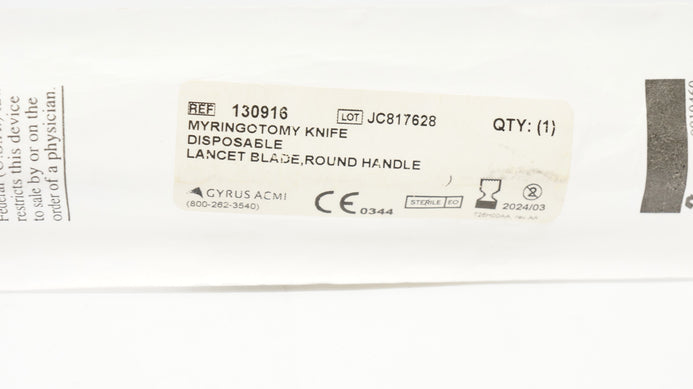 restricts this device
to sale by or on the
order of a physician.
REF 130916
LOT JC817628
QTY: (1)
MYRINGOTOMY KNIFE
DISPOSABLE
LANCET BLADE,ROUND HANDLE
GYRUS ACMI
(800-262-3540)
CE 0344
STERILE EO
2
2024/03